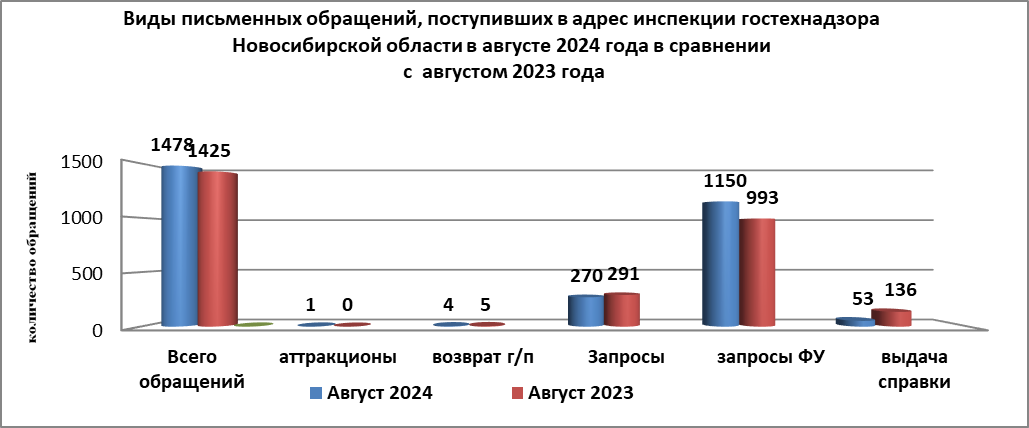 Виды письменных обращений, поступивших в адрес инспекции гостехнадзора
Новосибирской области в августе 2024 года в сравнении
с августом 2023 года
количество обращений
1500
1000
500
0
1478
1425
1
0
4
5
270
291
1150
993
53
136
Всего
обращений
аттракционы
возврат г/п
Запросы
запросы ФУ
выдача
справки
Август 2024
Август 2023